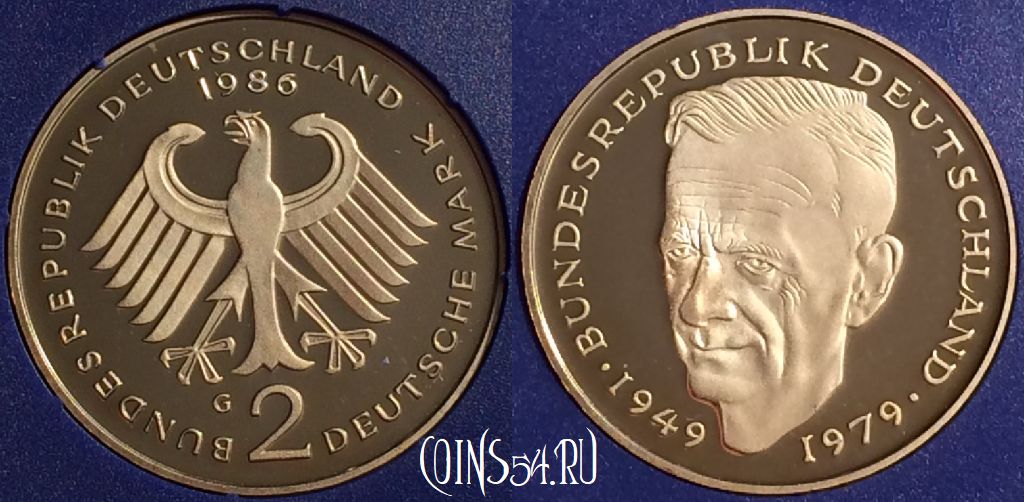 BUNDESREPUBLIK DEUTSCHLAND
1986
DEUTSCHE MARK
G
2
· BUNDESREPUBLIK DEUTSCHLAND ·
1949 1979
COINS54.RU